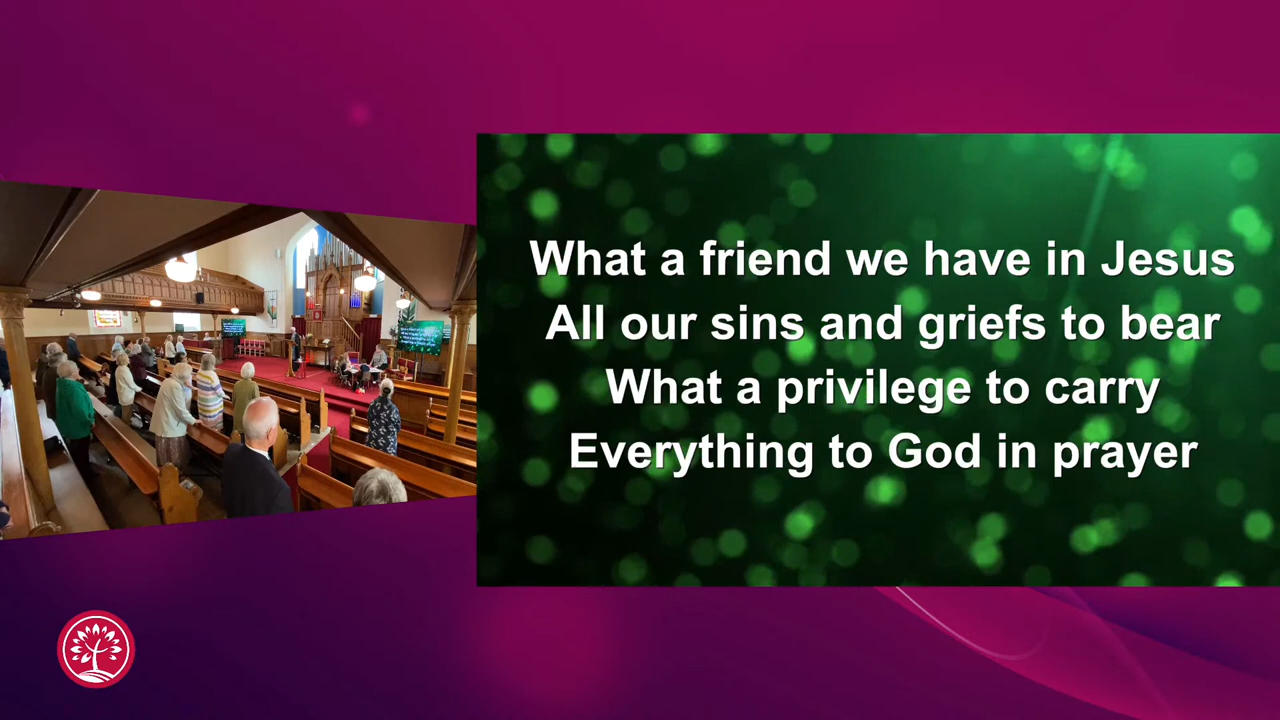 What a friend we have in Jesus
All our sins and griefs to bear
What a privilege to carry
Everything to God in prayer